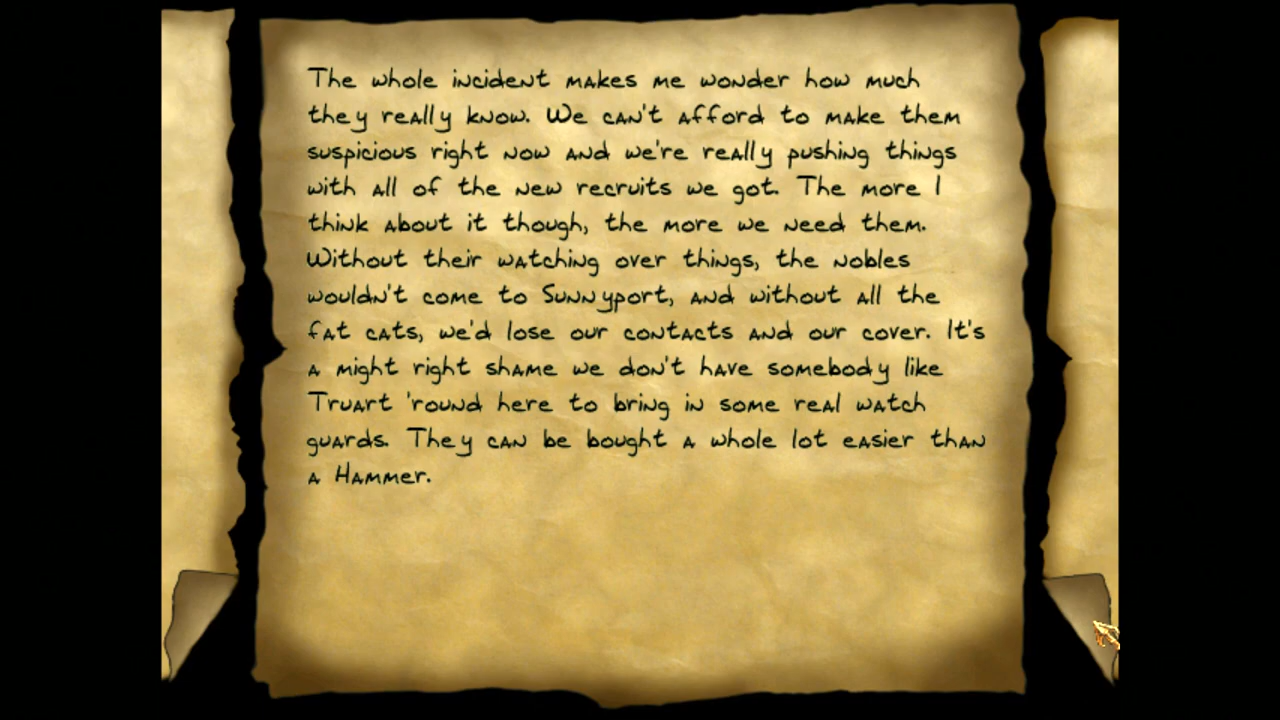 The whole incident makes me wonder how much
they really know. We can't afford to make them
suspicious right now and we're really pushing things
with all of the new recruits we got. The more I
think about it though, the more we need them.
Without their watching over things, the nobles
wouldn't come to Sunnyport, and without all the
fat cats, we'd lose our contacts and our cover. It's
a might right shame we don't have somebody like
Truart 'round here to bring in some real watch
guards. They can be bought a whole lot easier than
a Hammer.